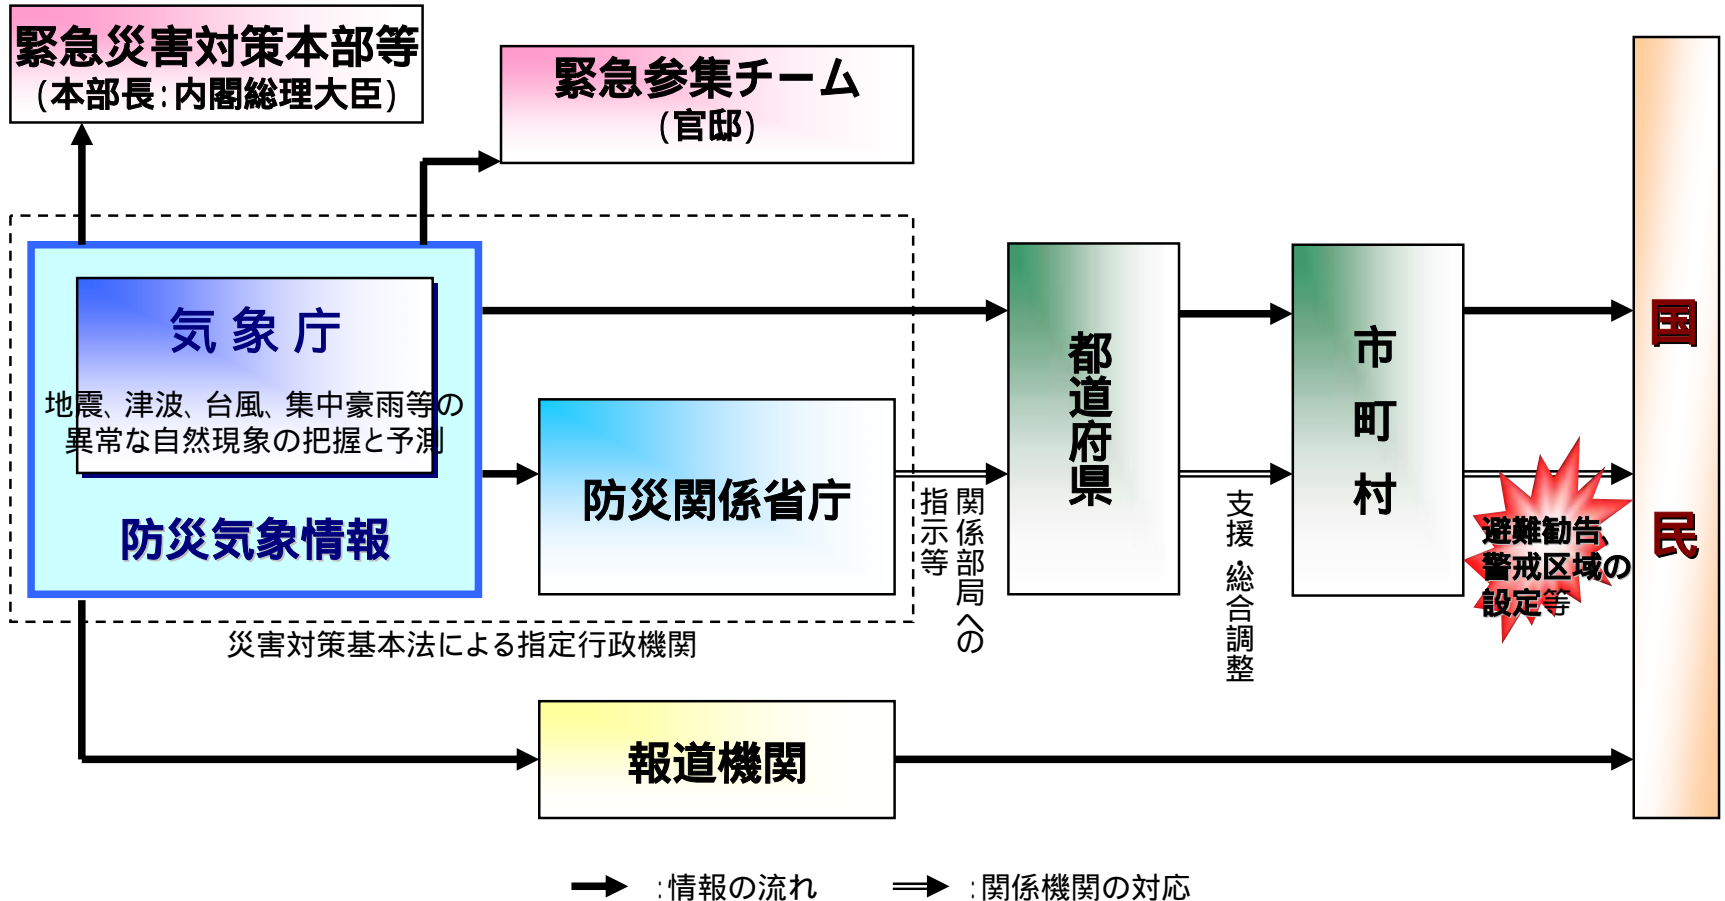 緊急災害対策本部等
(本部長:内閣総理大臣)
緊急参集チーム
(官邸)
気象庁
地震、津波、台風、集中豪雨等の
異常な自然現象の把握と予測
防災気象情報
防災関係省庁
関係部局への
指示等
都道府県
支援・総合調整
市町村
避難勧告、
警戒区域の
設定等
国民
災害対策基本法による指定行政機関
報道機関
:情報の流れ
:関係機関の対応